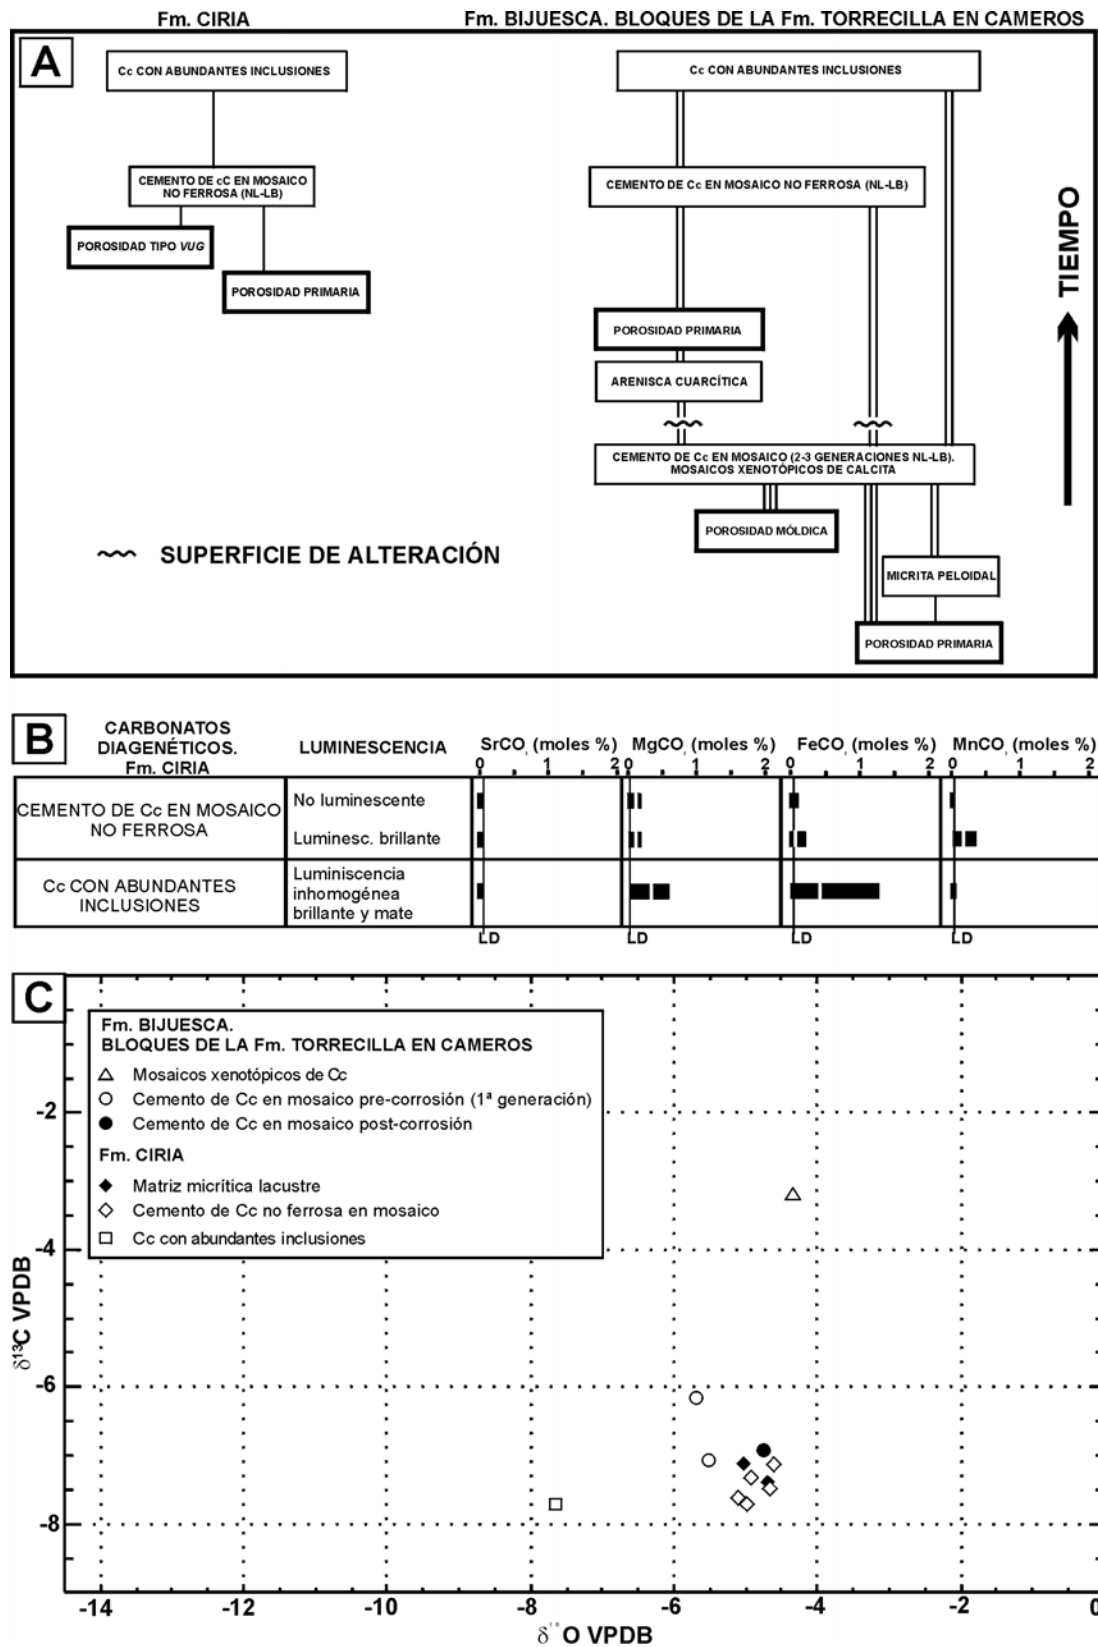 Fm. CIRIA
Fm. BIJUESCA. BLOQUES DE LA Fm. TORRECILLA EN CAMEROS
A
Cc CON ABUNDANTES INCLUSIONES
Cc CON ABUNDANTES INCLUSIONES
CEMENTO DE cC EN MOSAICO
NO FERROSA (NL-LB)
CEMENTO DE Cc EN MOSAICO NO FERROSA (NL-LB)
POROSIDAD TIPO VUG
POROSIDAD PRIMARIA
POROSIDAD PRIMARIA
ARENISCA CUARCÍTICA
CEMENTO DE Cc EN MOSAICO (2-3 GENERACIONES NL-LB).
MOSAICOS XENOTÓPICOS DE CALCITA
POROSIDAD MÓLDICA
MICRITA PELOIDAL
POROSIDAD PRIMARIA
TIEMPO
SUPERFICIE DE ALTERACIÓN
B
CARBONATOS
DIAGENÉTICOS.
Fm. CIRIA
LUMINESCENCIA
SrCO3 (moles %)
MgCO3 (moles %)
FeCO3 (moles %)
MnCO3 (moles %)
0 1 2
0 1 2
0 1 2
0 1 2
CEMENTO DE Cc EN MOSAICO
NO FERROSA
No luminescente
Luminesc. brillante
Cc CON ABUNDANTES
INCLUSIONES
Luminiscencia
inhomogénea
brillante y mate
LD
LD
LD
LD
C
Fm. BIJUESCA.
BLOQUES DE LA Fm. TORRECILLA EN CAMEROS
Mosaicos xenotópicos de Cc
Cemento de Cc en mosaico pre-corrosión (1ª generación)
Cemento de Cc en mosaico post-corrosión
Fm. CIRIA
Matriz micrítica lacustre
Cemento de Cc no ferrosa en mosaico
Cc con abundantes inclusiones
δ13C VPDB
-2
-4
-6
-8
-14 -12 -10 -8 -6 -4 -2 0
δ18O VPDB